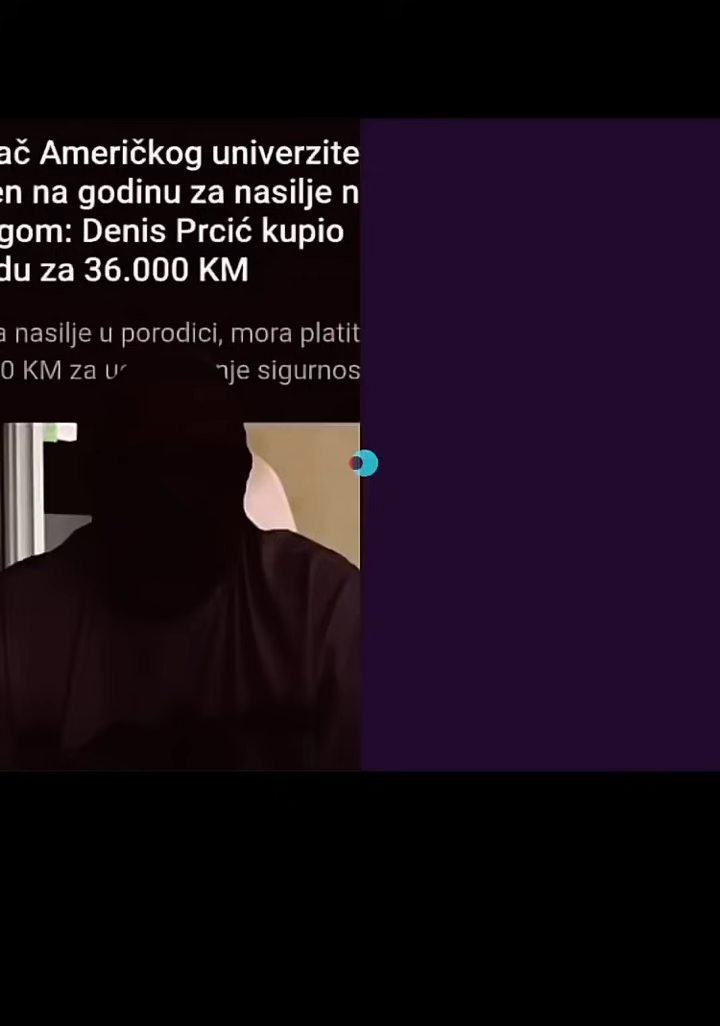 ač Američkog univerzite
en na godinu za nasilje n
gom: Denis Prcić kupio
du za 36.000 KM
a nasilje u porodici, mora platit
0 KM za u nje sigurnos